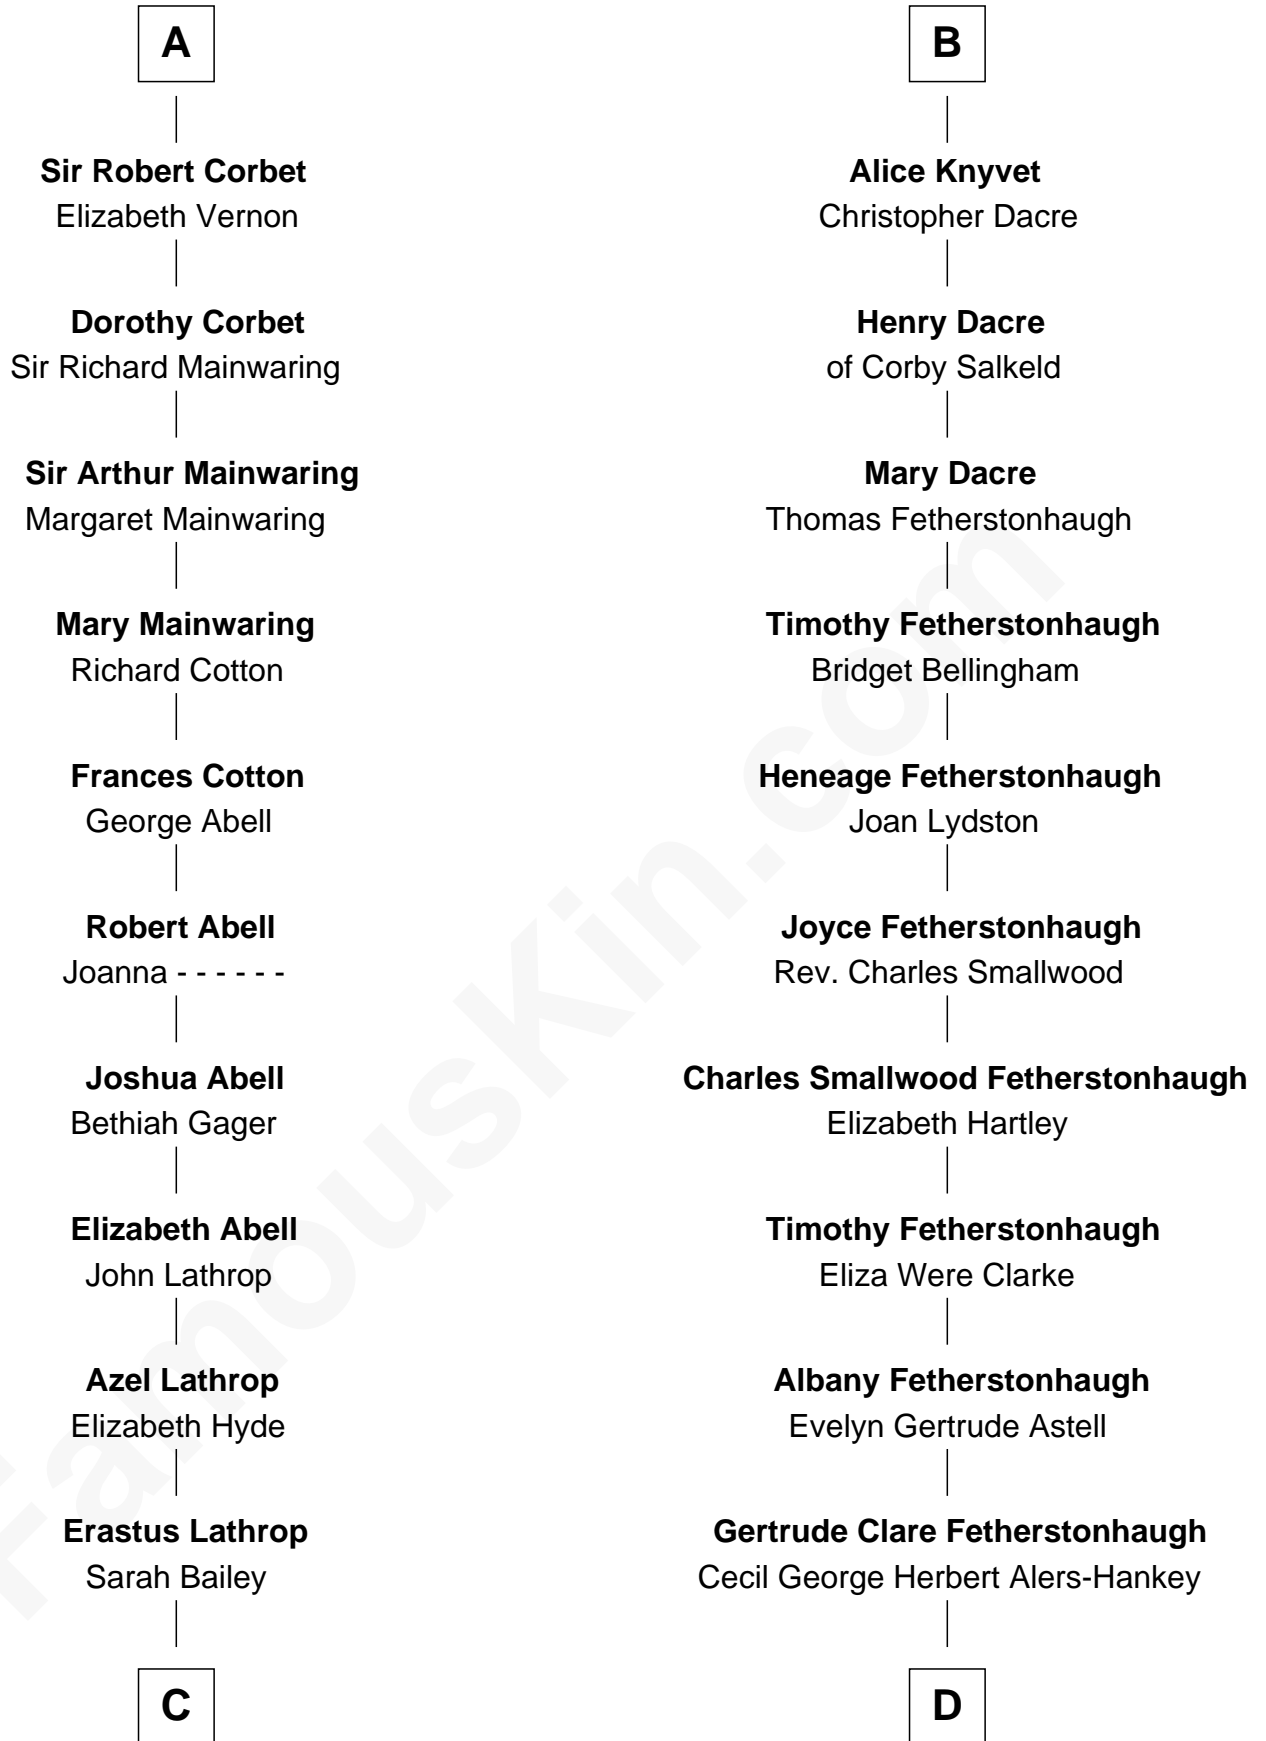 A
Sir Robert Corbet
Elizabeth Vernon
Dorothy Corbet
Sir Richard Mainwaring
Sir Arthur Mainwaring
Margaret Mainwaring
Mary Mainwaring
Richard Cotton
Frances Cotton
George Abell
Robert Abell
Joanna - - - - - -
Joshua Abell
Bethiah Gager
Elizabeth Abell
John Lathrop
Azel Lathrop
Elizabeth Hyde
Erastus Lathrop
Sarah Bailey
C
B
Alice Knyvet
Christopher Dacre
Henry Dacre
of Corby Salkeld
Mary Dacre
Thomas Fetherstonhaugh
Timothy Fetherstonhaugh
Bridget Bellingham
Heneage Fetherstonhaugh
Joan Lydston
Joyce Fetherstonhaugh
Rev. Charles Smallwood
Charles Smallwood Fetherstonhaugh
Elizabeth Hartley
Timothy Fetherstonhaugh
Eliza Were Clarke
Albany Fetherstonhaugh
Evelyn Gertrude Astell
Gertrude Clare Fetherstonhaugh
Cecil George Herbert Alers-Hankey
D
FamousKin.com